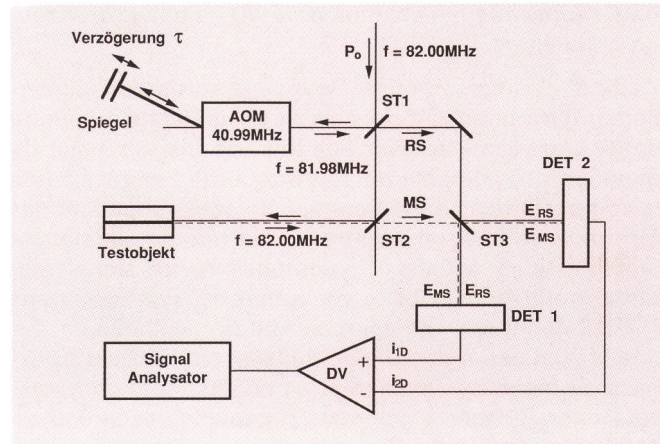 Verzögerung τ
P₀
f = 82.00MHz
ST1
AOM
40.99MHz
Spiegel
RS
f = 81.98MHz
DET 2
MS
E_RS
E_MS
f = 82.00MHz
Testobjekt
ST2
ST3
E_MS
E_RS
DET 1
Signal
Analysator
DV
+
-
i_1D
i_2D